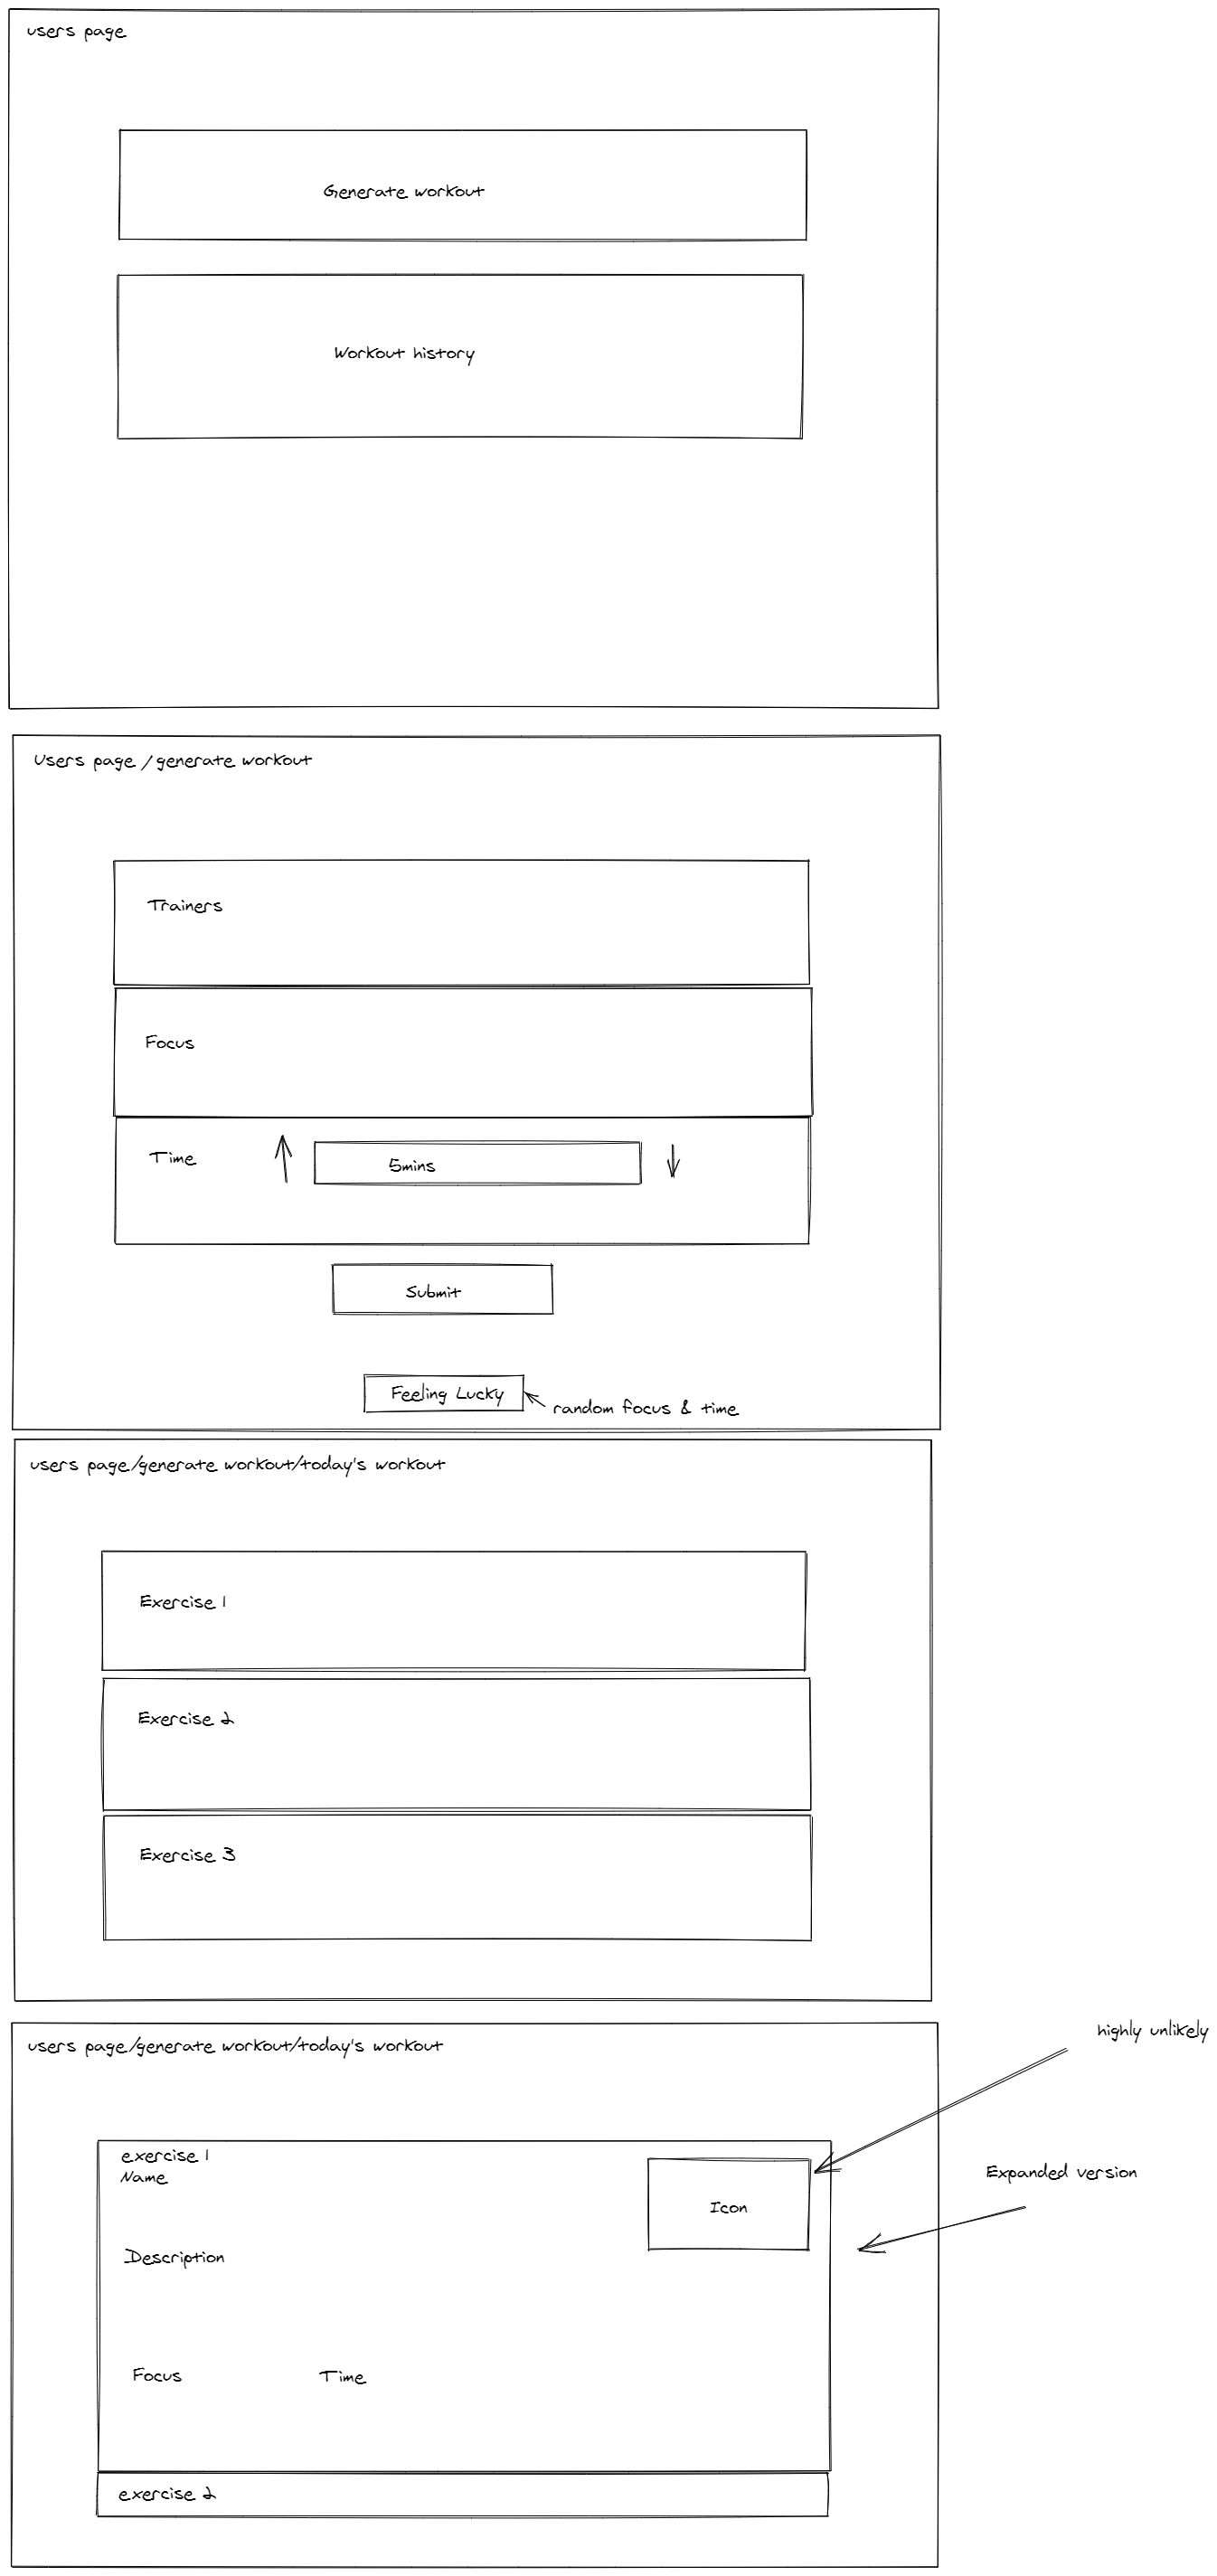 users page
Generate workout
Workout history
Users page / generate workout
Trainers
Focus
Time
5mins
Submit
Feeling Lucky
random focus & time
users page/generate workout/today's workout
Exercise 1
Exercise 2
Exercise 3
highly unlikely
users page/generate workout/today's workout
exercise 1
Name
Icon
Expanded version
Description
Focus
Time
exercise 2